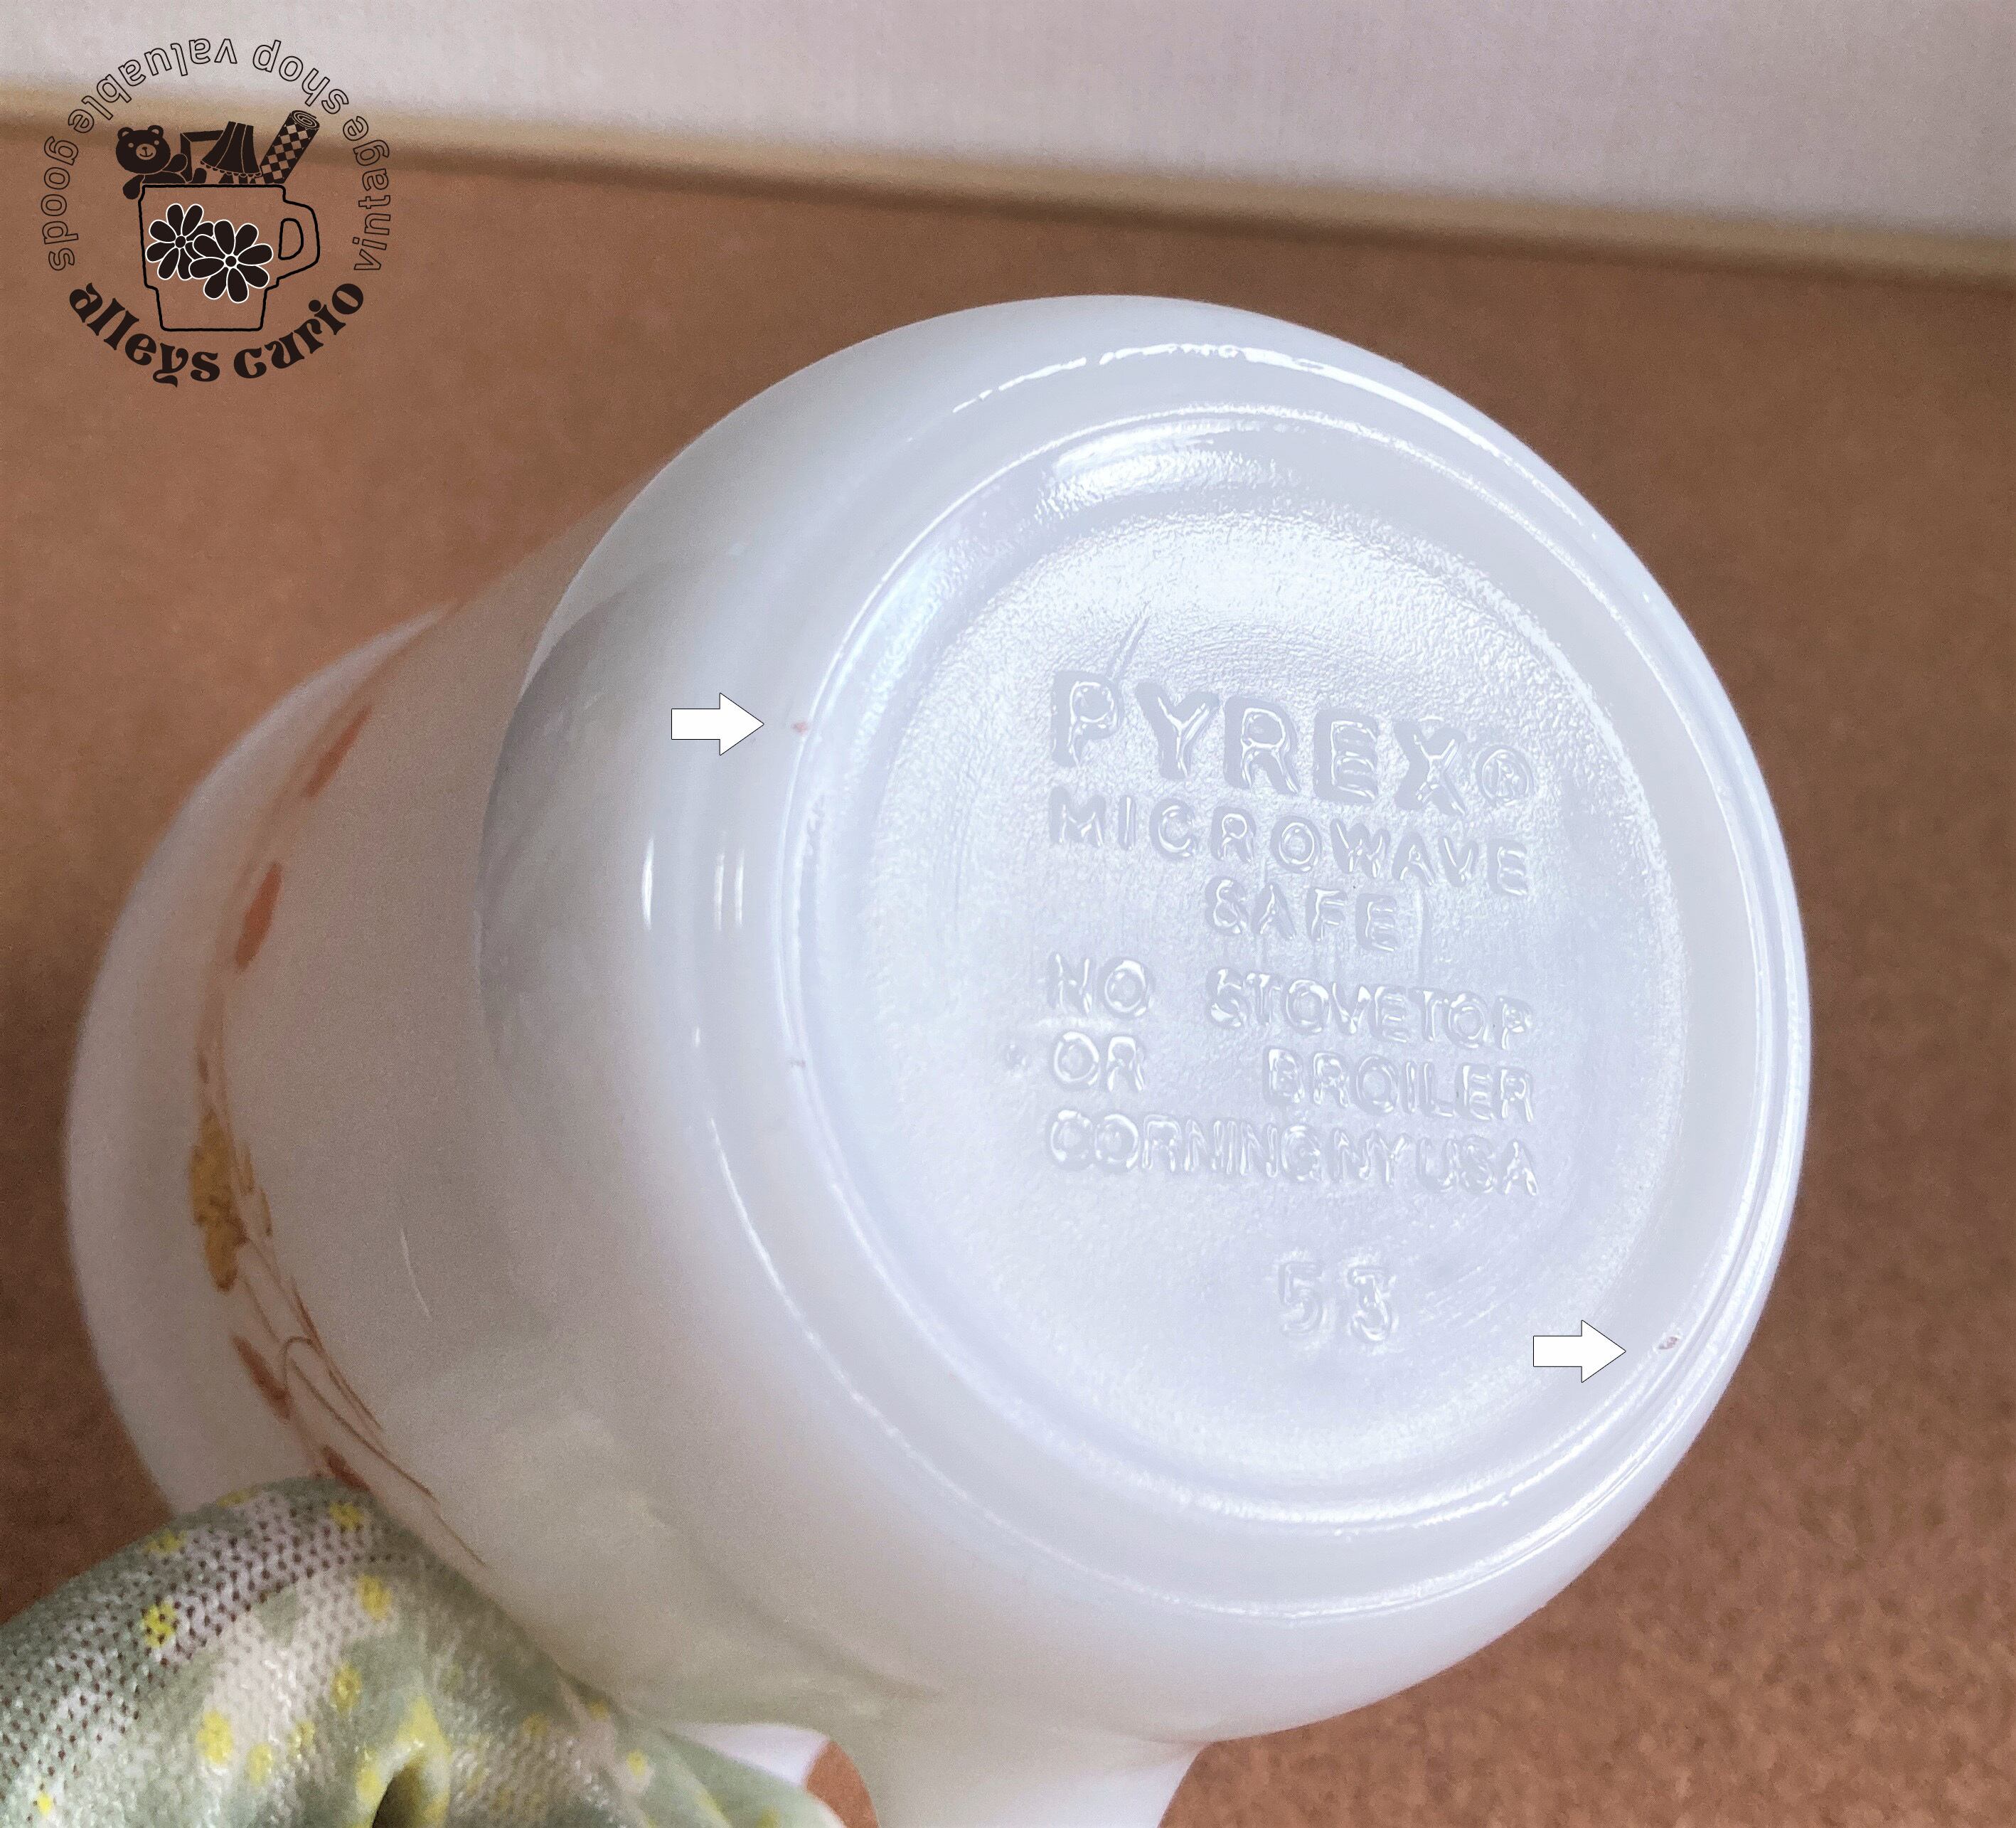 vintage shop valuable goods
alleys curio
PYREX®
MICROWAVE
SAFE
NO STOVETOP
OR BROILER
CORNING NY USA
53